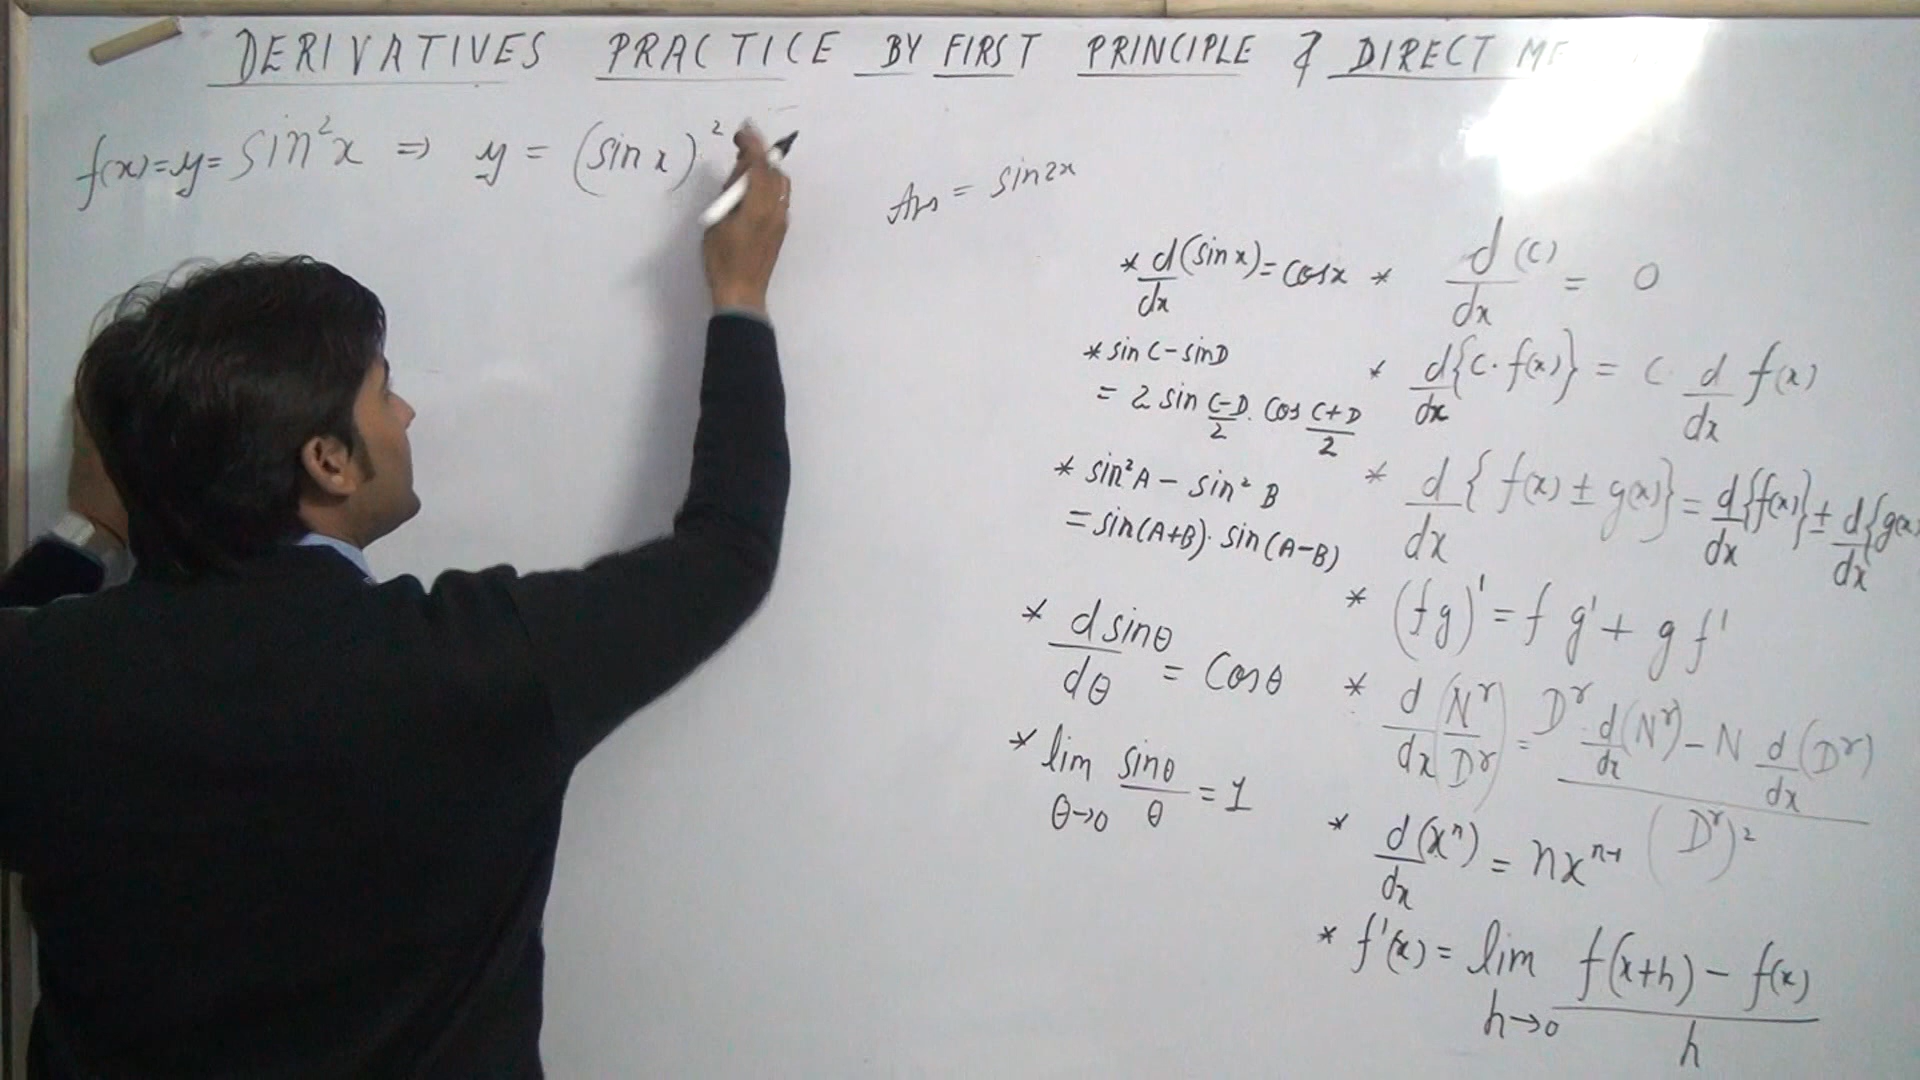 DERIVATIVES PRACTICE BY FIRST PRINCIPLE & DIRECT
f(x)=y= sin²x ⇒ y = (sin x)²
Ans = sin2x
* d/dx (sin x) = cosx
* sin C - sin D
= 2 sin (C-D)/2 . cos (C+D)/2
* sin²A - sin² B
= sin(A+B). sin(A-B)
* d sinθ/dθ = Cosθ
* lim θ→0 sinθ/θ = 1
* d/dx (c) = 0
* d/dx {c.f(x)} = c. d/dx f(x)
* d/dx { f(x) ± g(x)} = d/dx {f(x)} ± d/dx {g(x)
* (fg)' = f g' + g f'
* d/dx (Nʳ/Dʳ) = (Dʳ d/dx (Nʳ) - N d/dx (Dʳ))/(Dʳ)²
* d/dx (xⁿ) = nxⁿ⁻¹
* f'(x) = lim h→0 (f(x+h) - f(x))/h